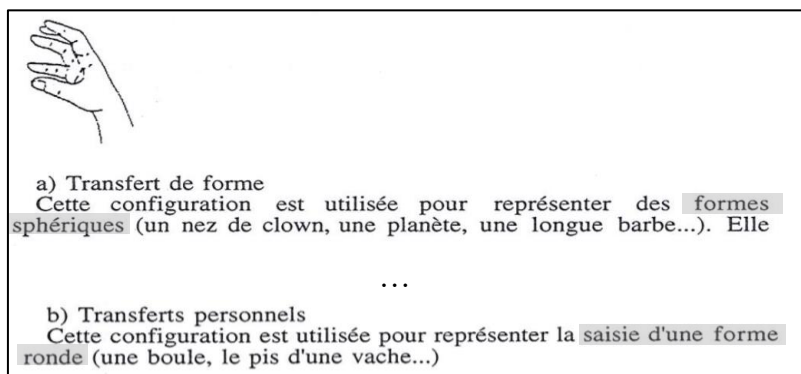 a) Transfert de forme
Cette configuration est utilisée pour représenter des formes
sphériques (un nez de clown, une planète, une longue barbe...). Elle
...
b) Transferts personnels
Cette configuration est utilisée pour représenter la saisie d'une forme
ronde (une boule, le pis d'une vache...)